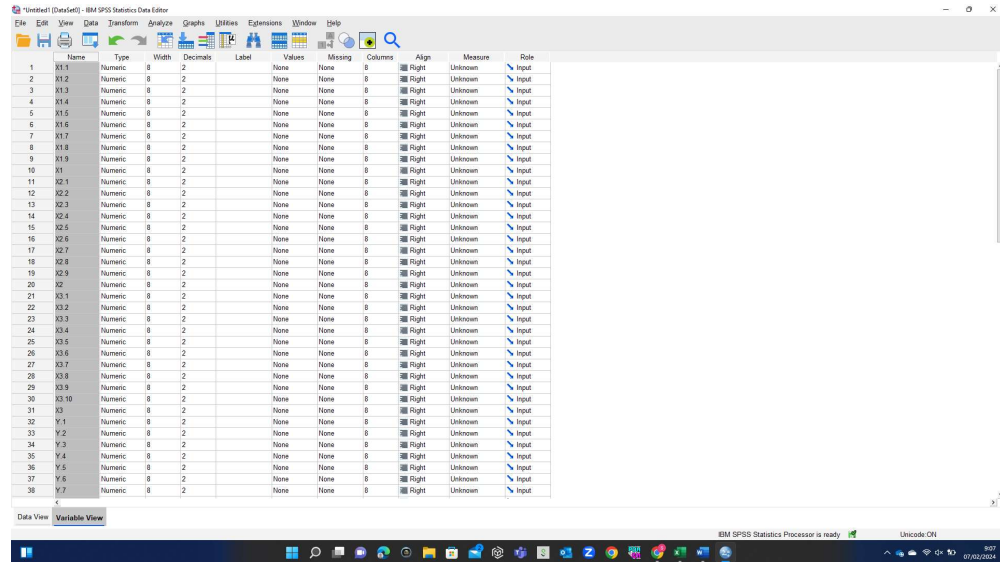 *Untitled1 [DataSet0] - IBM SPSS Statistics Data Editor
File Edit View Data Transform Analyze Graphs Utilities Extensions Window Help
Name Type Width Decimals Label Values Missing Columns Align Measure Role
1 X1.1 Numeric 8 2 None None 8 Right Unknown Input
2 X1.2 Numeric 8 2 None None 8 Right Unknown Input
3 X1.3 Numeric 8 2 None None 8 Right Unknown Input
4 X1.4 Numeric 8 2 None None 8 Right Unknown Input
5 X1.5 Numeric 8 2 None None 8 Right Unknown Input
6 X1.6 Numeric 8 2 None None 8 Right Unknown Input
7 X1.7 Numeric 8 2 None None 8 Right Unknown Input
8 X1.8 Numeric 8 2 None None 8 Right Unknown Input
9 X1.9 Numeric 8 2 None None 8 Right Unknown Input
10 X1 Numeric 8 2 None None 8 Right Unknown Input
11 X2.1 Numeric 8 2 None None 8 Right Unknown Input
12 X2.2 Numeric 8 2 None None 8 Right Unknown Input
13 X2.3 Numeric 8 2 None None 8 Right Unknown Input
14 X2.4 Numeric 8 2 None None 8 Right Unknown Input
15 X2.5 Numeric 8 2 None None 8 Right Unknown Input
16 X2.6 Numeric 8 2 None None 8 Right Unknown Input
17 X2.7 Numeric 8 2 None None 8 Right Unknown Input
18 X2.8 Numeric 8 2 None None 8 Right Unknown Input
19 X2.9 Numeric 8 2 None None 8 Right Unknown Input
20 X2 Numeric 8 2 None None 8 Right Unknown Input
21 X3.1 Numeric 8 2 None None 8 Right Unknown Input
22 X3.2 Numeric 8 2 None None 8 Right Unknown Input
23 X3.3 Numeric 8 2 None None 8 Right Unknown Input
24 X3.4 Numeric 8 2 None None 8 Right Unknown Input
25 X3.5 Numeric 8 2 None None 8 Right Unknown Input
26 X3.6 Numeric 8 2 None None 8 Right Unknown Input
27 X3.7 Numeric 8 2 None None 8 Right Unknown Input
28 X3.8 Numeric 8 2 None None 8 Right Unknown Input
29 X3.9 Numeric 8 2 None None 8 Right Unknown Input
30 X3.10 Numeric 8 2 None None 8 Right Unknown Input
31 X3 Numeric 8 2 None None 8 Right Unknown Input
32 Y.1 Numeric 8 2 None None 8 Right Unknown Input
33 Y.2 Numeric 8 2 None None 8 Right Unknown Input
34 Y.3 Numeric 8 2 None None 8 Right Unknown Input
35 Y.4 Numeric 8 2 None None 8 Right Unknown Input
36 Y.5 Numeric 8 2 None None 8 Right Unknown Input
37 Y.6 Numeric 8 2 None None 8 Right Unknown Input
38 Y.7 Numeric 8 2 None None 8 Right Unknown Input
Data View Variable View
IBM SPSS Statistics Processor is ready Unicode:ON
9:07
07/02/2024